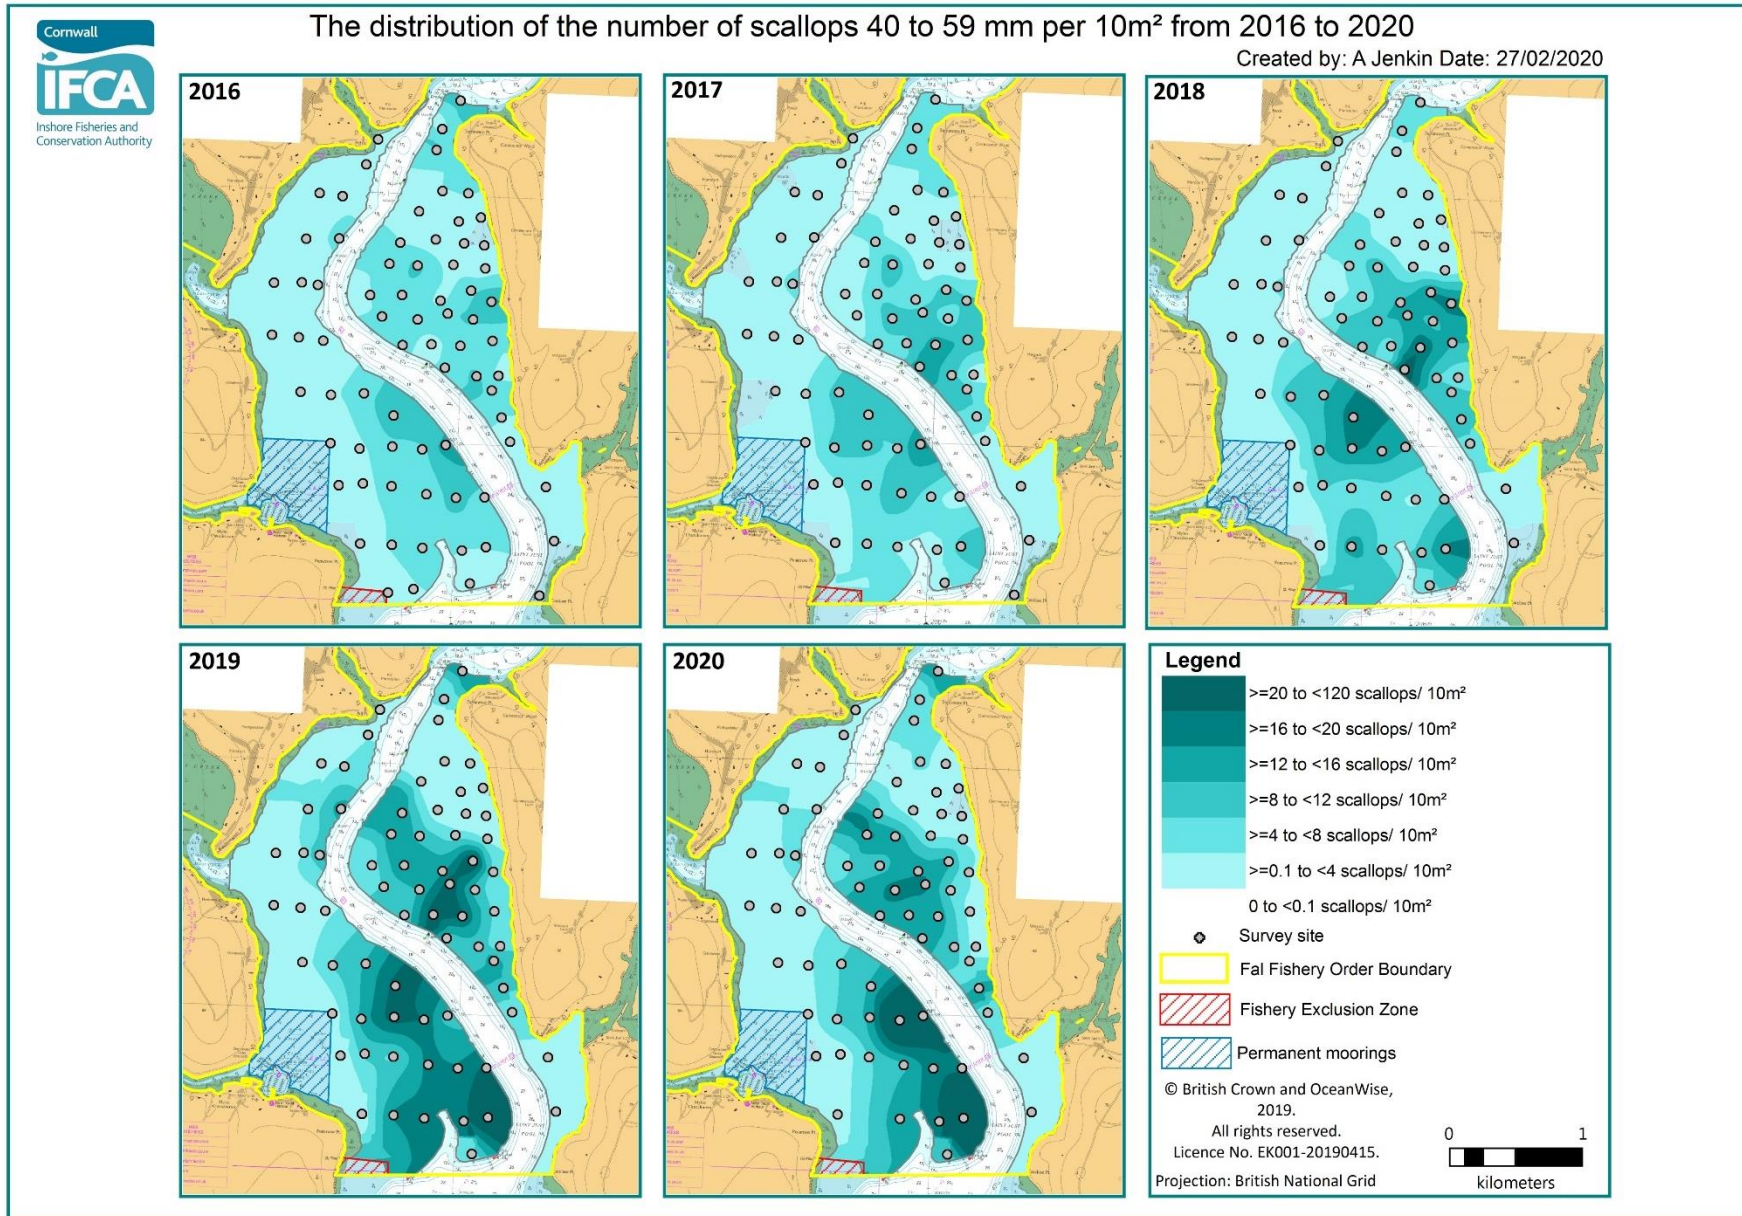 The distribution of the number of scallops 40 to 59 mm per 10m² from 2016 to 2020
Created by: A Jenkin Date: 27/02/2020
Cornwall
IFCA
Inshore Fisheries and
Conservation Authority
2016
2017
2018
2019
2020
Legend
>=20 to <120 scallops/ 10m²
>=16 to <20 scallops/ 10m²
>=12 to <16 scallops/ 10m²
>=8 to <12 scallops/ 10m²
>=4 to <8 scallops/ 10m²
>=0.1 to <4 scallops/ 10m²
0 to <0.1 scallops/ 10m²
Survey site
Fal Fishery Order Boundary
Fishery Exclusion Zone
Permanent moorings
© British Crown and OceanWise,
2019.
All rights reserved.
Licence No. EK001-20190415.
Projection: British National Grid
0 1
kilometers